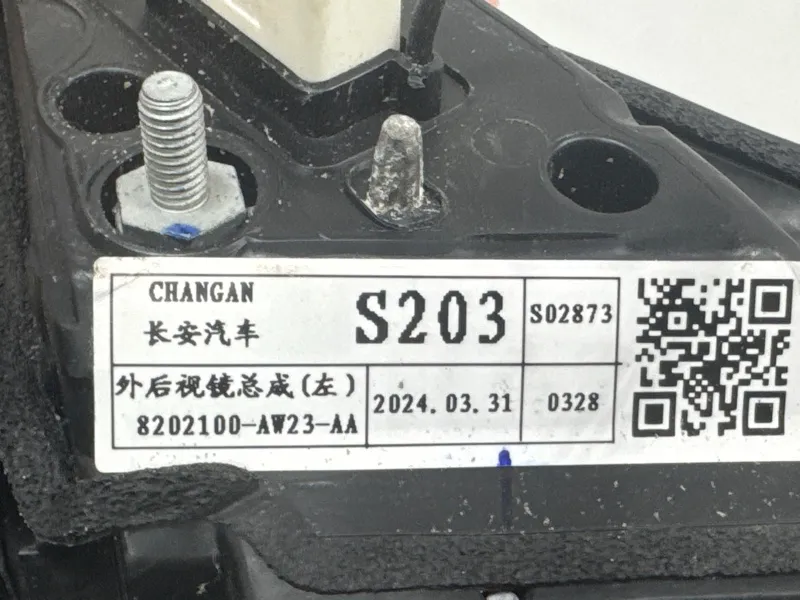 CHANGAN
长安汽车
S203
S02873
外后视镜总成(左)
8202100-AW23-AA
2024.03.31
0328